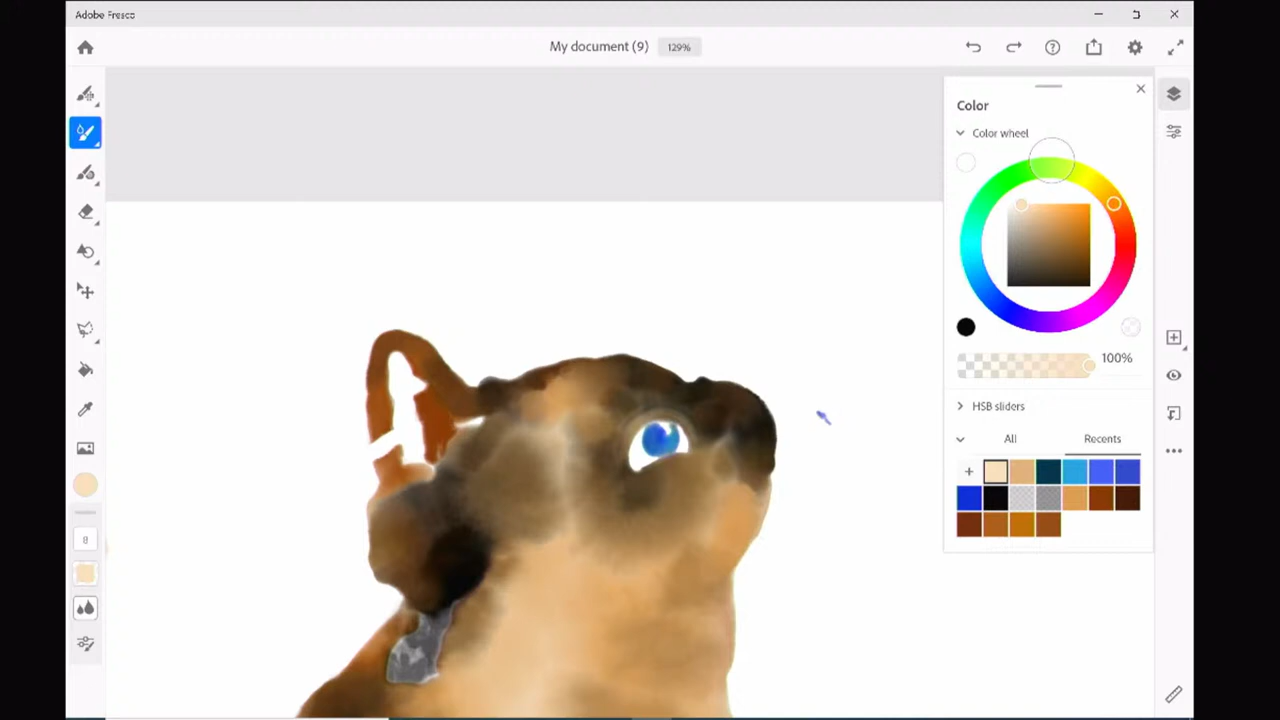 Adobe Fresco
My document (9) 129%
Color
Color wheel
100%
HSB sliders
All Recents
8